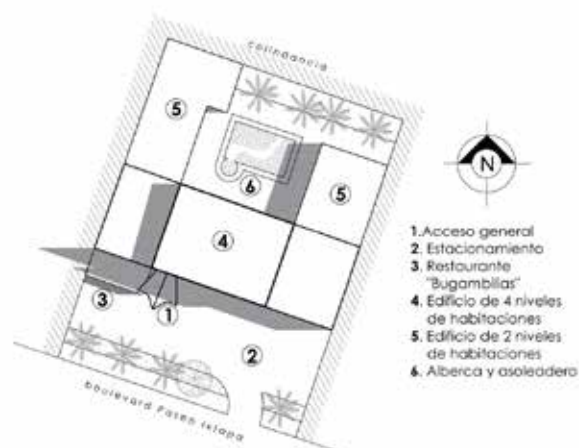 colindancia
5
6
5
4
3
1
2
boulevard Paseo Ixtapa
N
1.Acceso general
2. Estacionamiento
3. Restaurante
"Bugambilias"
4. Edificio de 4 niveles
de habitaciones
5. Edificio de 2 niveles
de habitaciones
6. Alberca y asoleadero